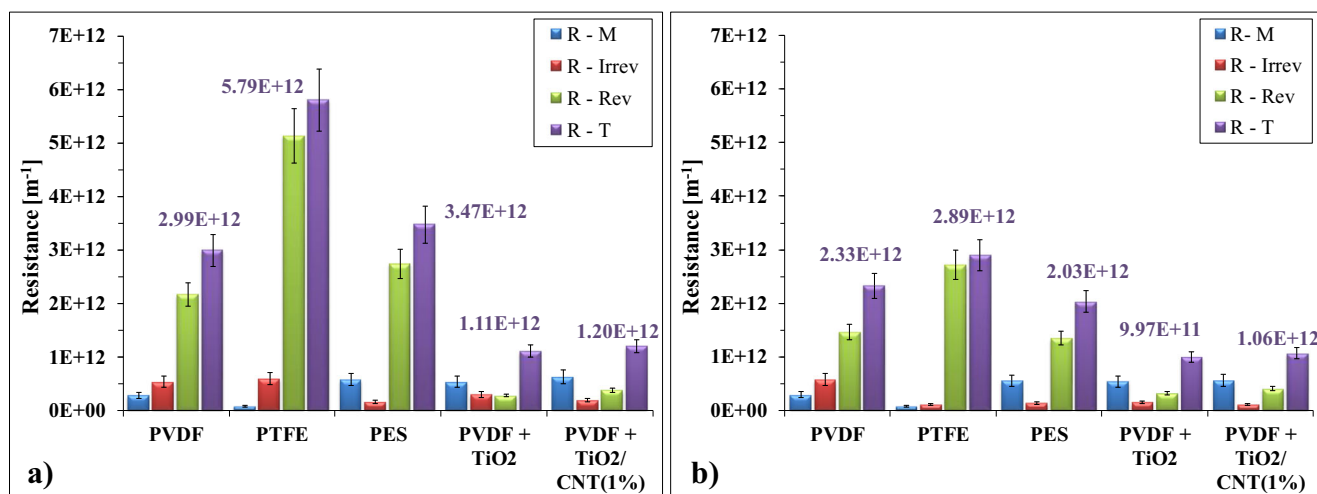 7E+12
6E+12
5E+12
4E+12
3E+12
2E+12
1E+12
0E+00
Resistance [m⁻¹]
R - M
R - Irrev
R - Rev
R - T
2.99E+12
5.79E+12
3.47E+12
1.11E+12
1.20E+12
PVDF
PTFE
PES
PVDF +
TiO2
PVDF +
TiO2/
CNT(1%)
a)
7E+12
6E+12
5E+12
4E+12
3E+12
2E+12
1E+12
0E+00
Resistance [m⁻¹]
R- M
R - Irrev
R - Rev
R - T
2.33E+12
2.89E+12
2.03E+12
9.97E+11
1.06E+12
PVDF
PTFE
PES
PVDF +
TiO2
PVDF +
TiO2/
CNT(1%)
b)